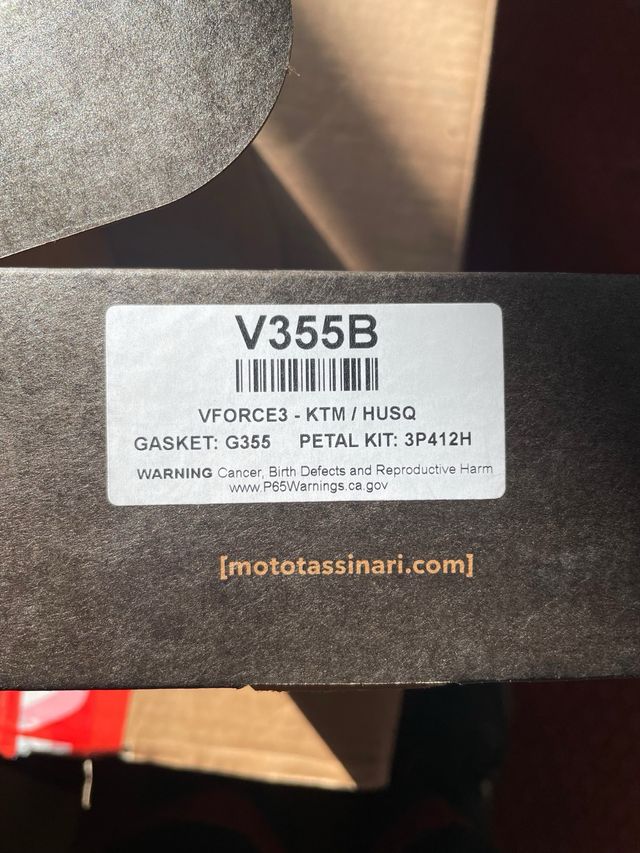 V355B
VFORCE3 - KTM / HUSQ
GASKET: G355 PETAL KIT: 3P412H
WARNING Cancer, Birth Defects and Reproductive Harm
www.P65Warnings.ca.gov
[mototassinari.com]